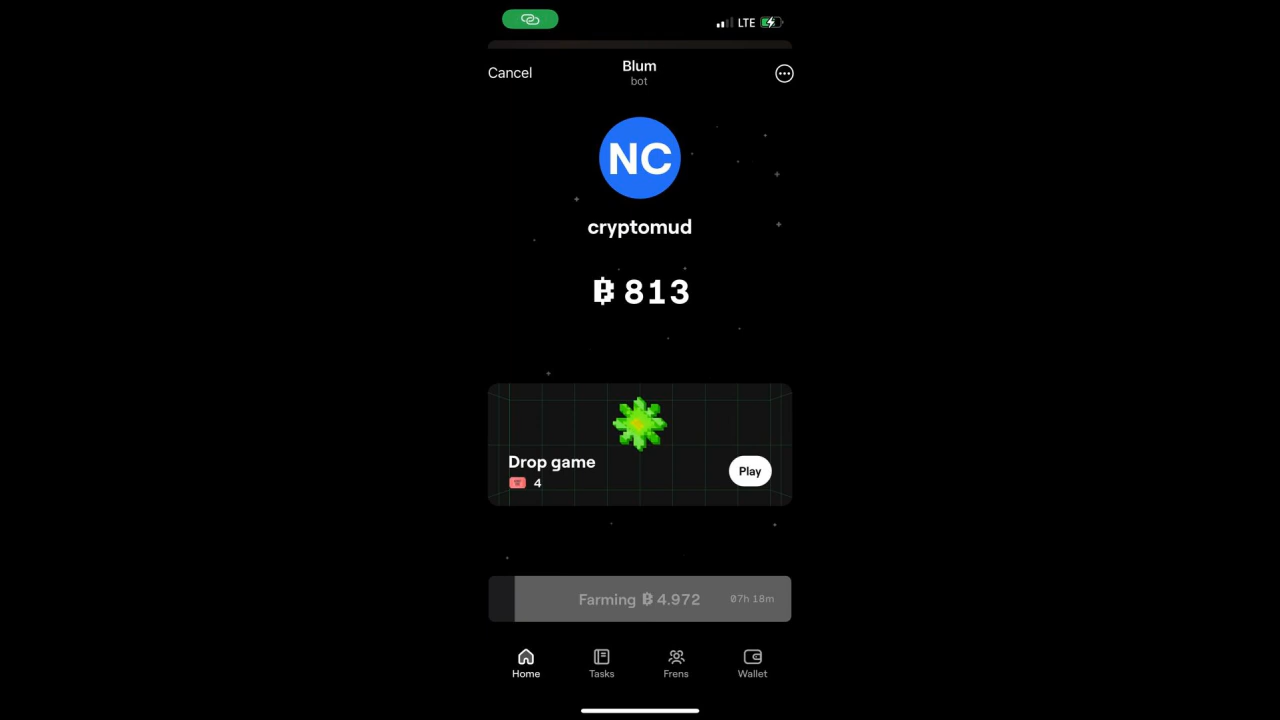 LTE
Cancel
Blum
bot
NC
cryptomud
813
Drop game
4
Play
Farming 4.972
07h 18m
Home
Tasks
Frens
Wallet